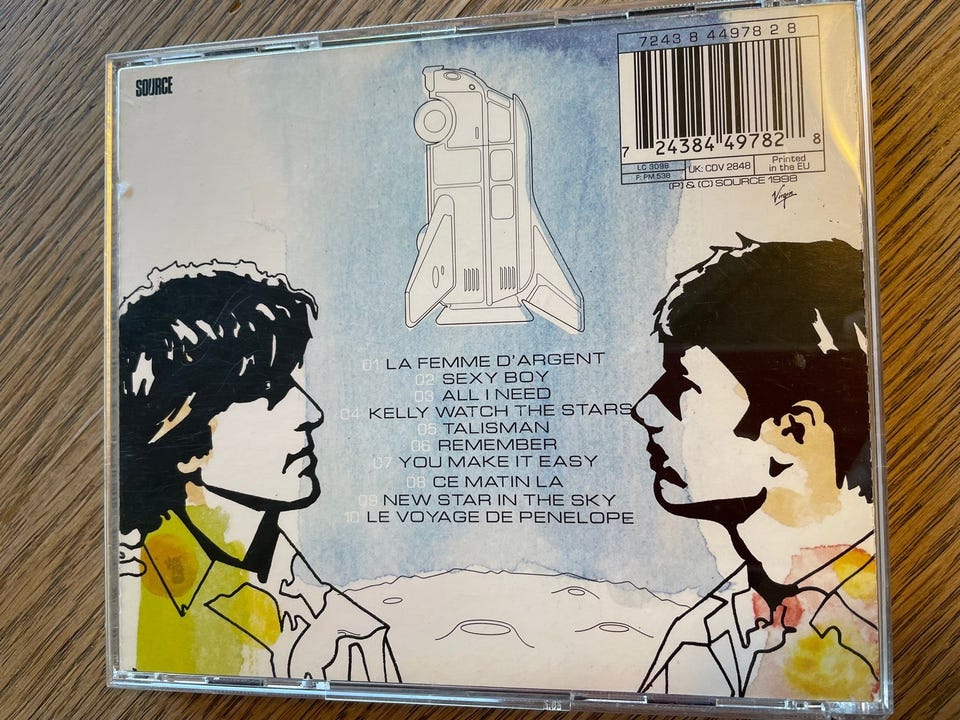 SOURCE
7243 8 44978 2 8
7 24384 49782 8
LC 3098
F: PM 538
UK: CDV 2848
Printed
in the EU
(P) & (C) SOURCE 1998
Virgin
01 LA FEMME D'ARGENT
02 SEXY BOY
03 ALL I NEED
04 KELLY WATCH THE STARS
05 TALISMAN
06 REMEMBER
07 YOU MAKE IT EASY
08 CE MATIN LA
09 NEW STAR IN THE SKY
10 LE VOYAGE DE PENELOPE